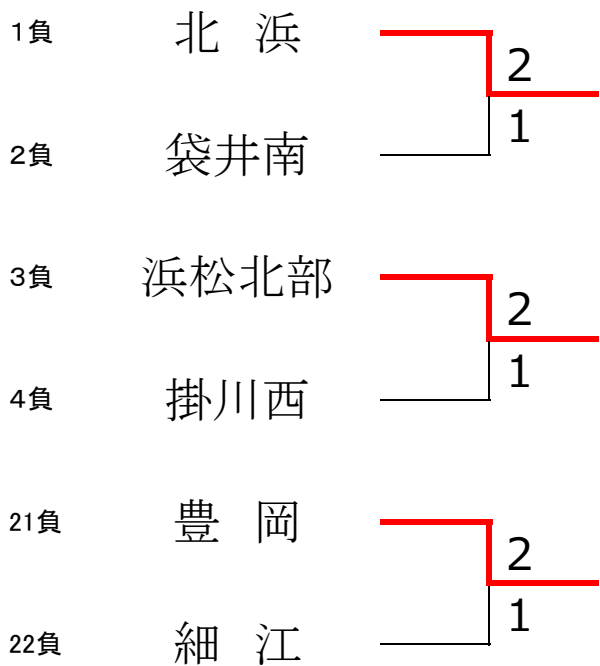 1負 北 浜
2
1
2負 袋井南
3負 浜松北部
2
1
4負 掛川西
21負 豊 岡
2
1
22負 細 江